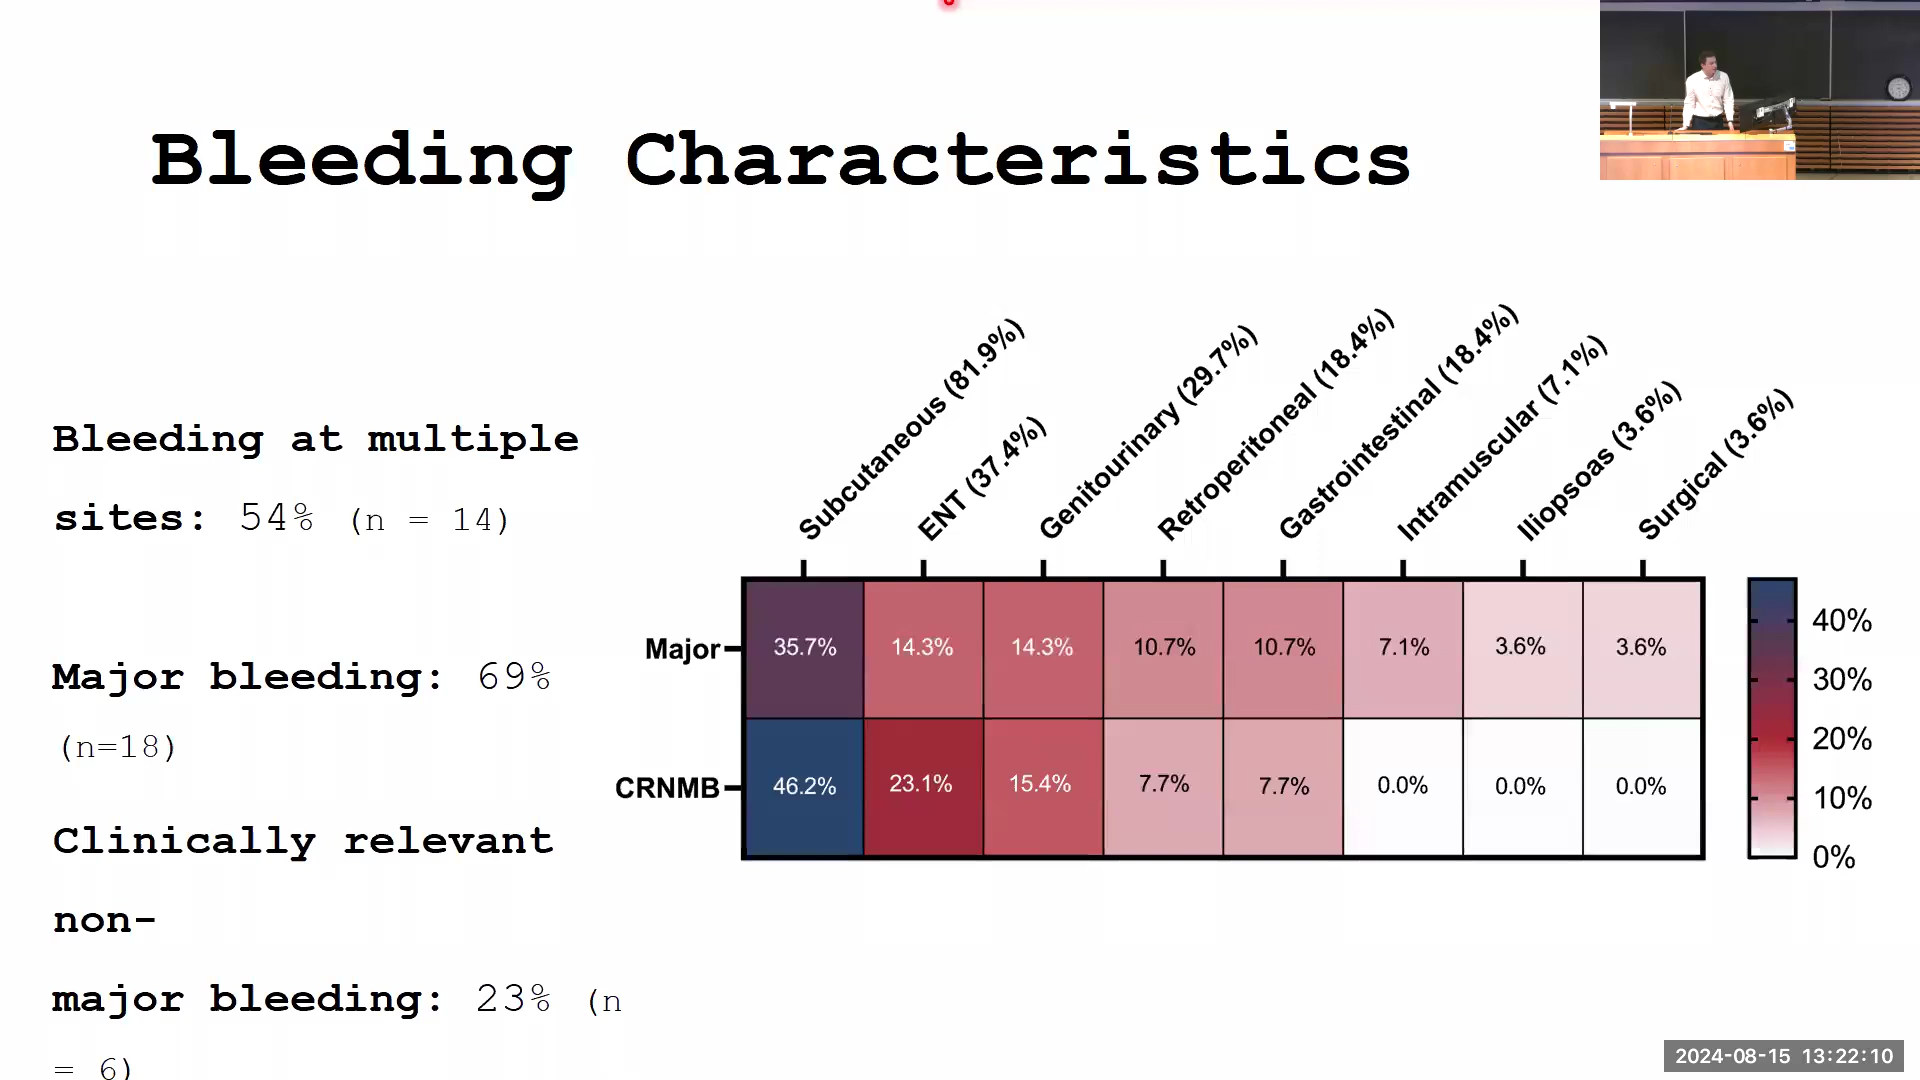 Bleeding Characteristics
Bleeding at multiple
sites: 54% (n = 14)
Major bleeding: 69%
(n=18)
Clinically relevant
non-
major bleeding: 23% (n
= 6)
Subcutaneous (81.9%)
ENT (37.4%)
Genitourinary (29.7%)
Retroperitoneal (18.4%)
Gastrointestinal (18.4%)
Intramuscular (7.1%)
Iliopsoas (3.6%)
Surgical (3.6%)
Major 35.7% 14.3% 14.3% 10.7% 10.7% 7.1% 3.6% 3.6%
CRNMB 46.2% 23.1% 15.4% 7.7% 7.7% 0.0% 0.0% 0.0%
40%
30%
20%
10%
0%
2024-08-15 13:22:10